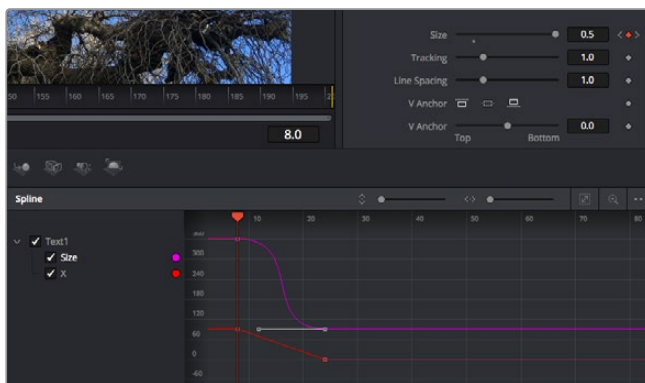 Size 0.5
Tracking 1.0
Line Spacing 1.0
V Anchor
V Anchor 0.0
Top Bottom
155 160 165 170 175 180 185 190 195
8.0
Spline
10 20 30 40 50 60 70 80
Text1
Size
X
300
240
180
120
60
0
-60